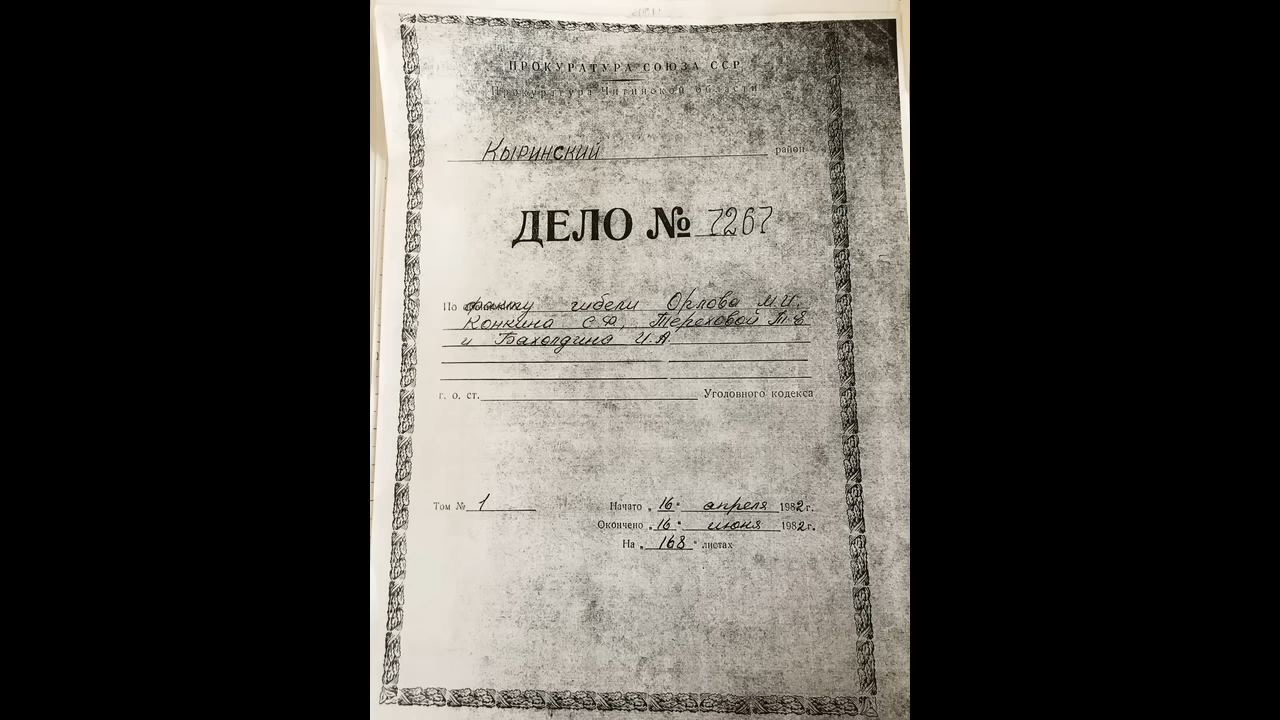 ПРОКУРАТУРА СОЮЗА ССР
Прокуратура Читинской области
Кыринский район
ДЕЛО № 7267
По факту гибели Орлова М.И.
Конкина С.Ф., Тереховой Т.Е
и Бахолдина И.А.
г. о. ст. Уголовного кодекса
Том № 1 Начато „16" апреля 1982 г.
Окончено „16" июня 1982 г.
На „168" листах